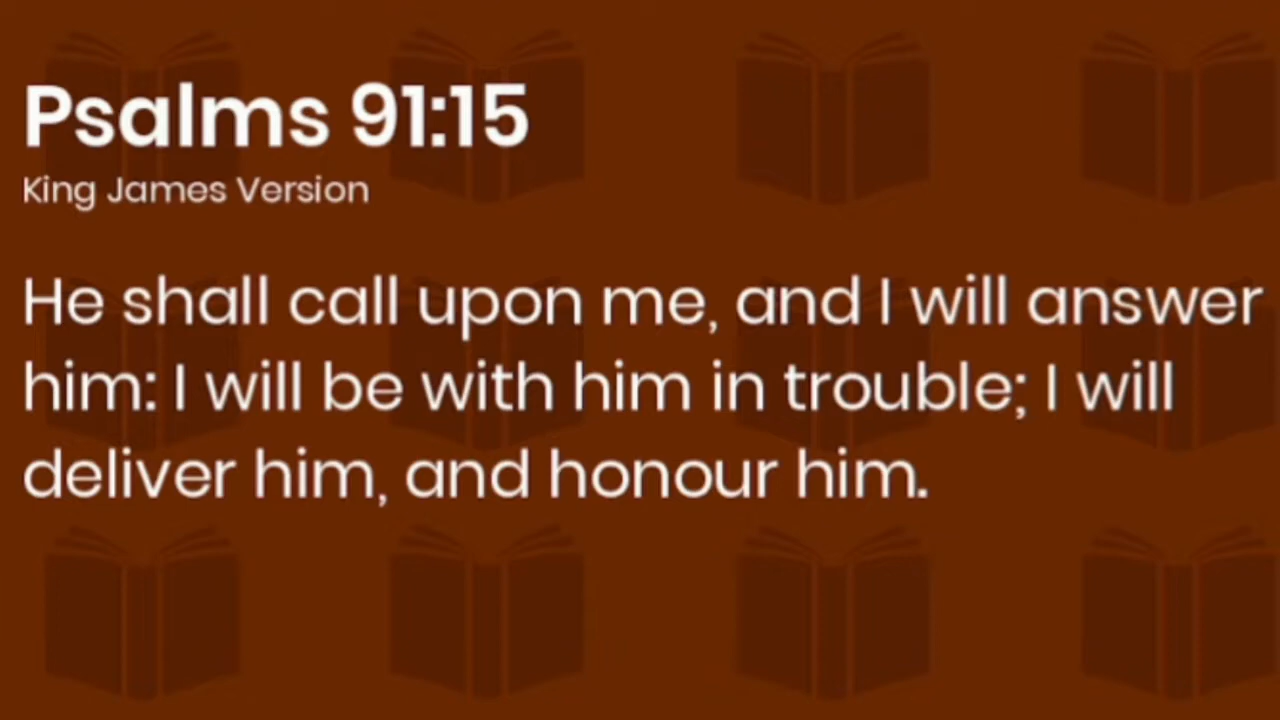 Psalms 91:15
King James Version
He shall call upon me, and I will answer
him: I will be with him in trouble; I will
deliver him, and honour him.